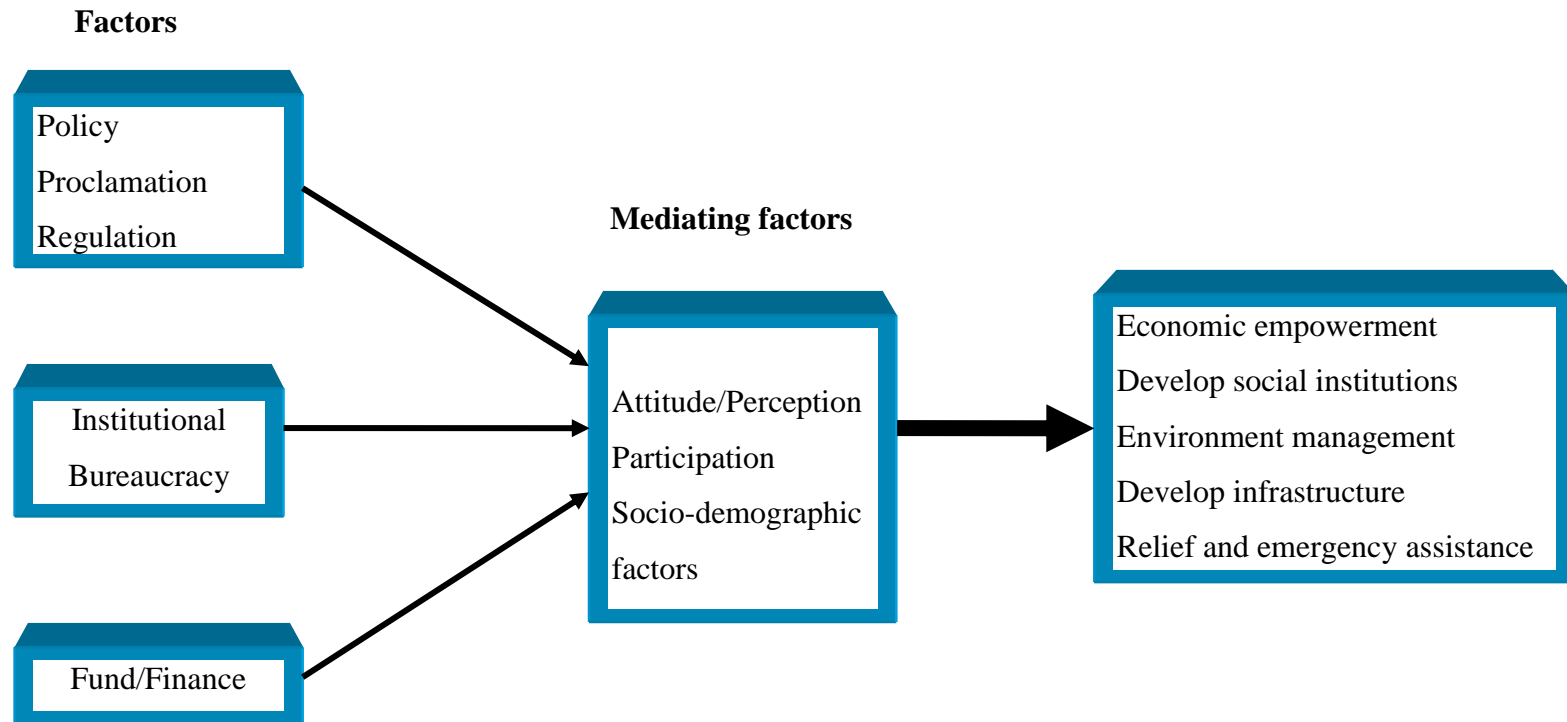 Factors
Policy
Proclamation
Regulation
Institutional
Bureaucracy
Fund/Finance
Mediating factors
Attitude/Perception
Participation
Socio-demographic
factors
Economic empowerment
Develop social institutions
Environment management
Develop infrastructure
Relief and emergency assistance